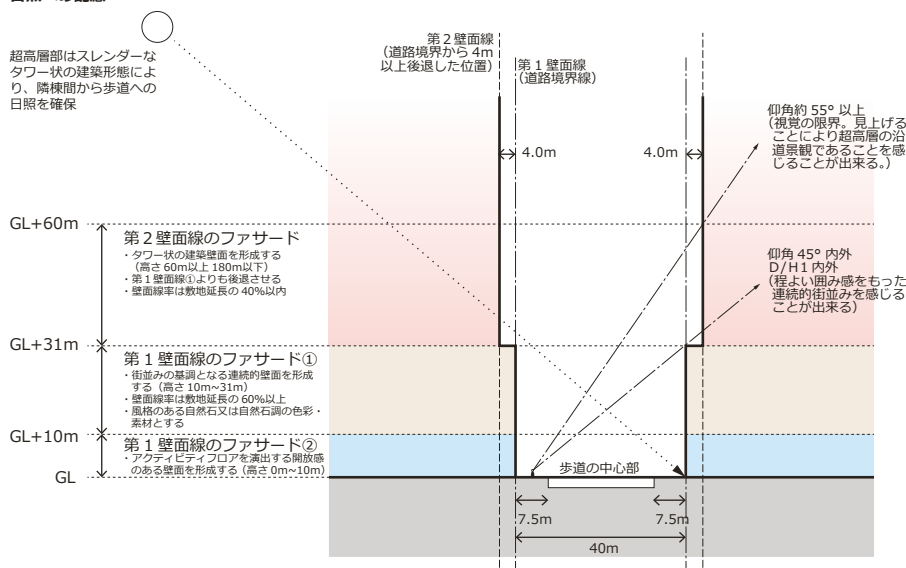 超高層部はスレンダーな
タワー状の建築形態によ
り、隣棟間から歩道への
日照を確保
第２壁面線
（道路境界から 4m
以上後退した位置）
第１壁面線
（道路境界線）
仰角約 55° 以上
（視覚の限界。見上げる
ことにより超高層の沿
道景観であることを感
じることが出来る。）
4.0m
4.0m
GL+60m
第２壁面線のファサード
・タワー状の建築壁面を形成する
（高さ 60m以上 180m以下）
・第１壁面線①よりも後退させる
・壁面線率は敷地延長の 40%以内
仰角 45° 内外
D/H1 内外
（程よい囲み感をもった
連続的街並みを感じる
ことが出来る）
GL+31m
第１壁面線のファサード①
・街並みの基調となる連続的壁面を形成
する（高さ 10m~31m）
・壁面線率は敷地延長の 60%以上
・風格のある自然石又は自然石調の色彩・
素材とする
GL+10m
第１壁面線のファサード②
・アクティビティフロアを演出する開放感
のある壁面を形成する（高さ 0m~10m）
GL
歩道の中心部
7.5m
7.5m
40m